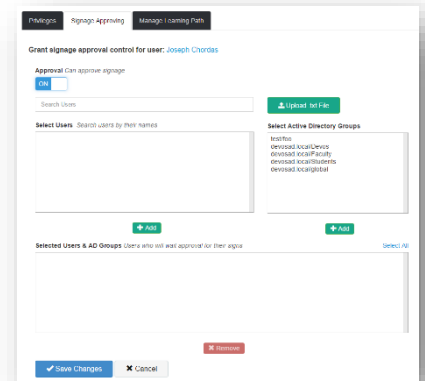 Privileges Signage Approving Manage Learning Path
Grant signage approval control for user: Joseph Chordas
Approval Can approve signage
ON
Search Users Upload .txt File
Select Users Search users by their names Select Active Directory Groups
test/foo
devosad.local/Devos
devosad.local/Faculty
devosad.local/Students
devosad.local/global
Add Add
Selected Users & AD Groups Users who will wait approval for their signs Select All
Remove
Save Changes Cancel